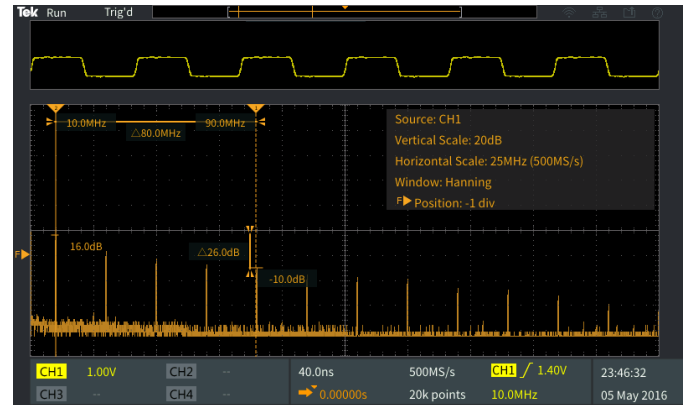 Tek Run Trig'd
10.0MHz 90.0MHz
△80.0MHz
Source: CH1
Vertical Scale: 20dB
Horizontal Scale: 25MHz (500MS/s)
Window: Hanning
F Position: -1 div
16.0dB
△26.0dB
F
-10.0dB
CH1 1.00V CH2 -- 40.0ns 500MS/s CH1 1.40V 23:46:32
CH3 -- CH4 -- 0.00000s 20k points 10.0MHz 05 May 2016